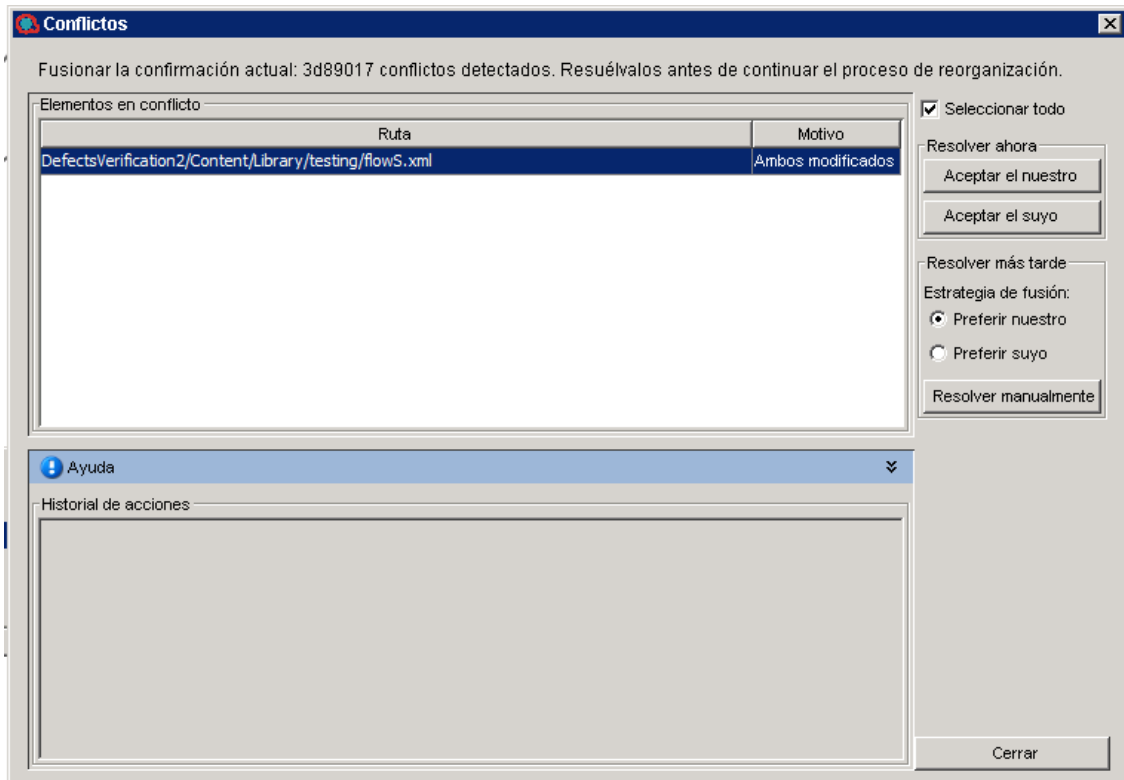 Conflictos
Fusionar la confirmación actual: 3d89017 conflictos detectados. Resuélvalos antes de continuar el proceso de reorganización.
Elementos en conflicto
Ruta Motivo
DefectsVerification2/Content/Library/testing/flowS.xml Ambos modificados
Seleccionar todo
Resolver ahora
Aceptar el nuestro
Aceptar el suyo
Resolver más tarde
Estrategia de fusión:
Preferir nuestro
Preferir suyo
Resolver manualmente
Ayuda
Historial de acciones
Cerrar